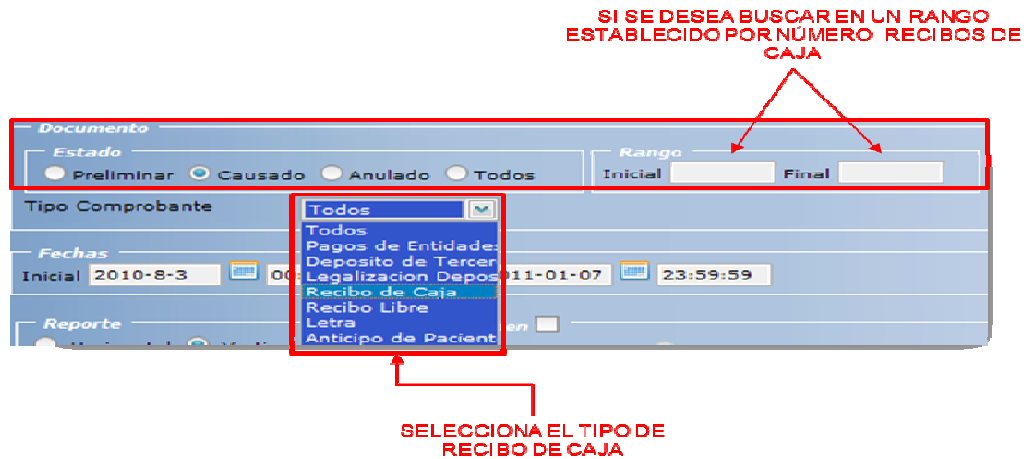 SI SE DESEA BUSCAR EN UN RANGO
ESTABLECIDO POR NÚMERO RECIBOS DE
CAJA
Documento
Estado
Preliminar Causado Anulado Todos
Rango
Inicial Final
Tipo Comprobante Todos
Todos
Pagos de Entidades
Deposito de Tercer
Legalizacion Depos
Recibo de Caja
Recibo Libre
Letra
Anticipo de Pacient
Fechas
Inicial 2010-8-3 00: 011-01-07 23:59:59
Reporte
SELECCIONA EL TIPO DE
RECIBO DE CAJA